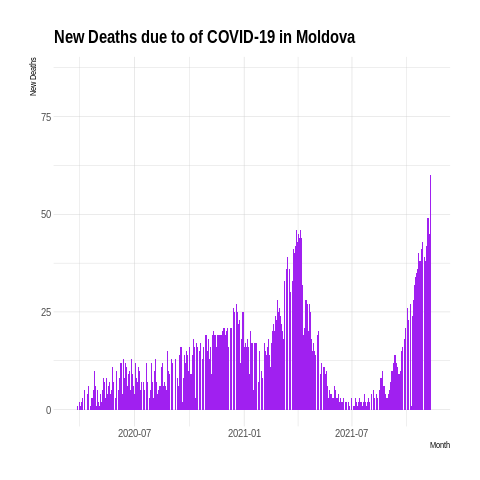 New Deaths due to of COVID-19 in Moldova
New Deaths
75
50
25
0
2020-07
2021-01
2021-07
Month